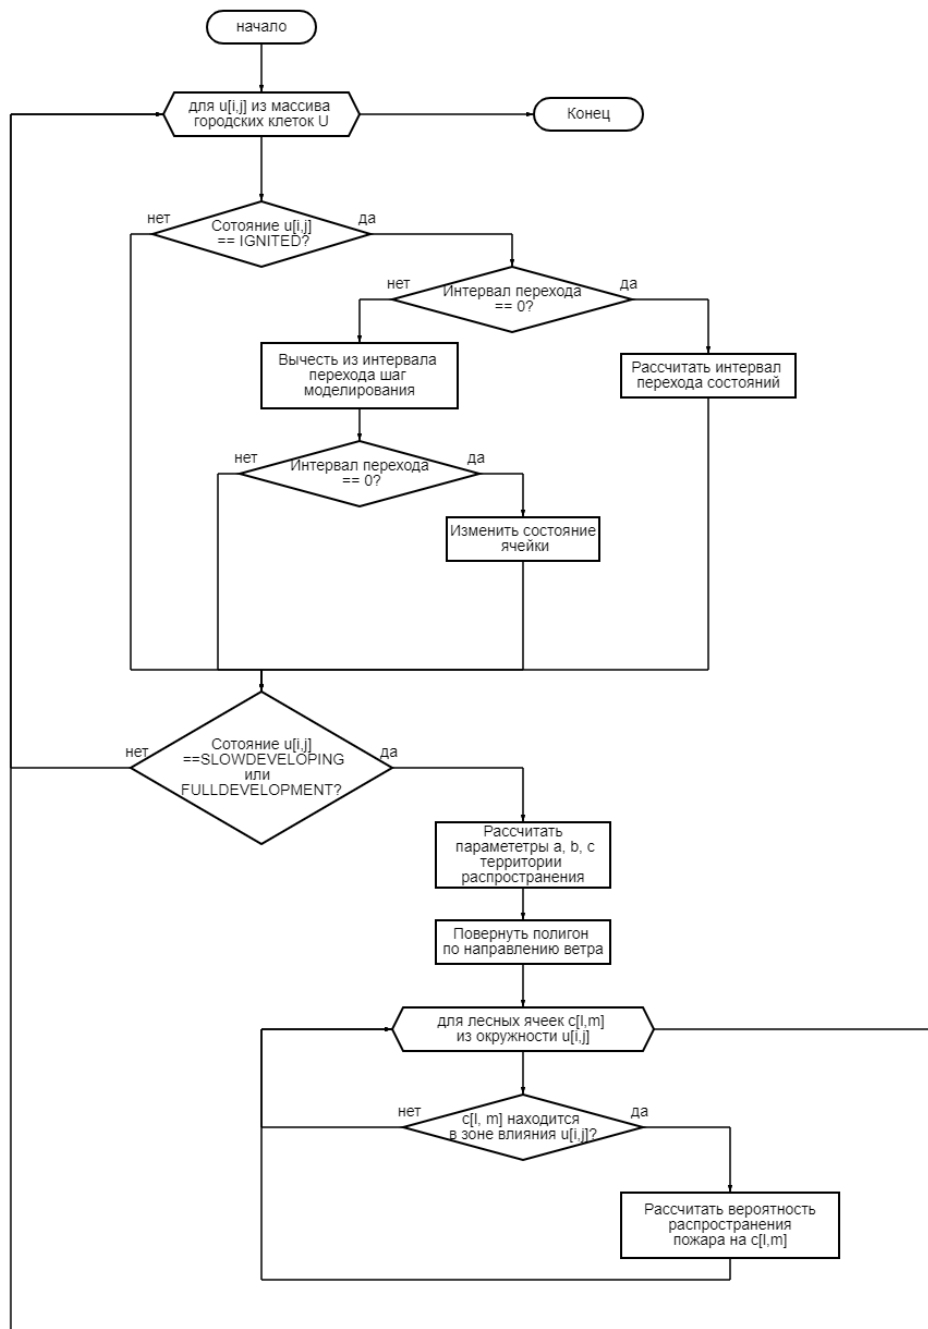 начало
для u[i,j] из массива
городских клеток U
Конец
нет
Сотояние u[i,j]
== IGNITED?
да
нет
Интервал перехода
== 0?
да
Вычесть из интервала
перехода шаг
моделирования
Рассчитать интервал
перехода состояний
нет
Интервал перехода
== 0?
да
Изменить состояние
ячейки
нет
Сотояние u[i,j]
==SLOWDEVELOPING
или
FULLDEVELOPMENT?
да
Рассчитать
парамететры a, b, c
территории
распространения
Повернуть полигон
по направлению ветра
для лесных ячеек c[l,m]
из окружности u[i,j]
нет
c[l, m] находится
в зоне влияния u[i,j]?
да
Рассчитать вероятность
распространения
пожара на c[l,m]